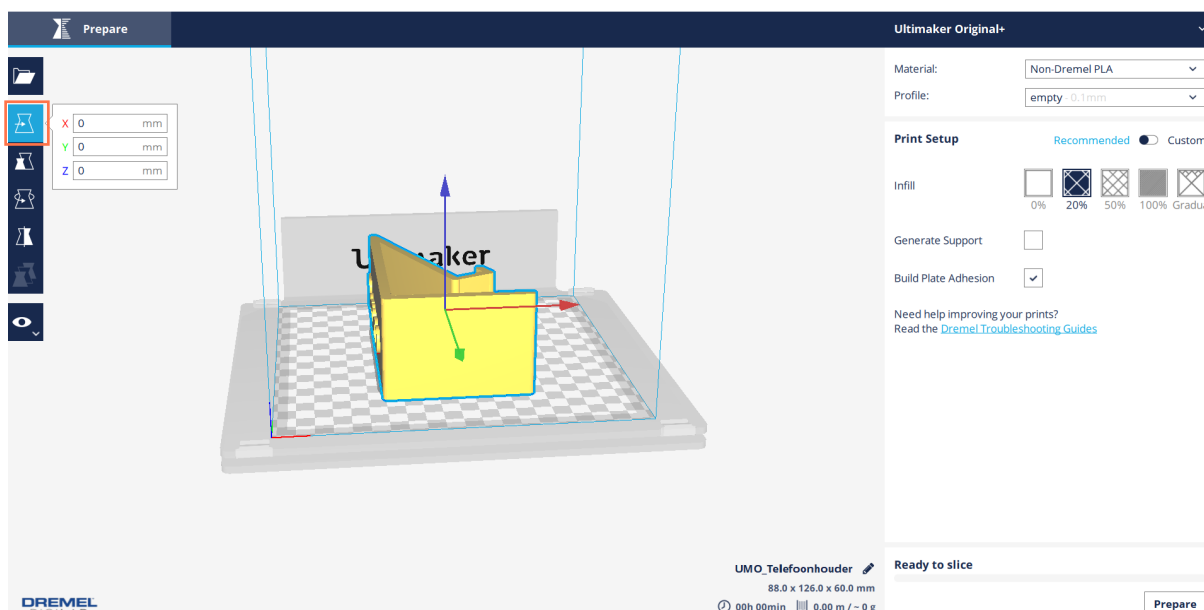 Prepare
Ultimaker Original+
Material:
Non-Dremel PLA
Profile:
empty - 0.1mm
X 0 mm
Y 0 mm
Z 0 mm
Print Setup
Recommended
Custom
Infill
0% 20% 50% 100%
Generate Support
Build Plate Adhesion
Need help improving your prints?
Read the Dremel Troubleshooting Guides
aker
UMO_Telefoonhouder
88.0 x 126.0 x 60.0 mm
00h 00min 0.00 m / ~ 0 g
Ready to slice
Prepare
DREMEL